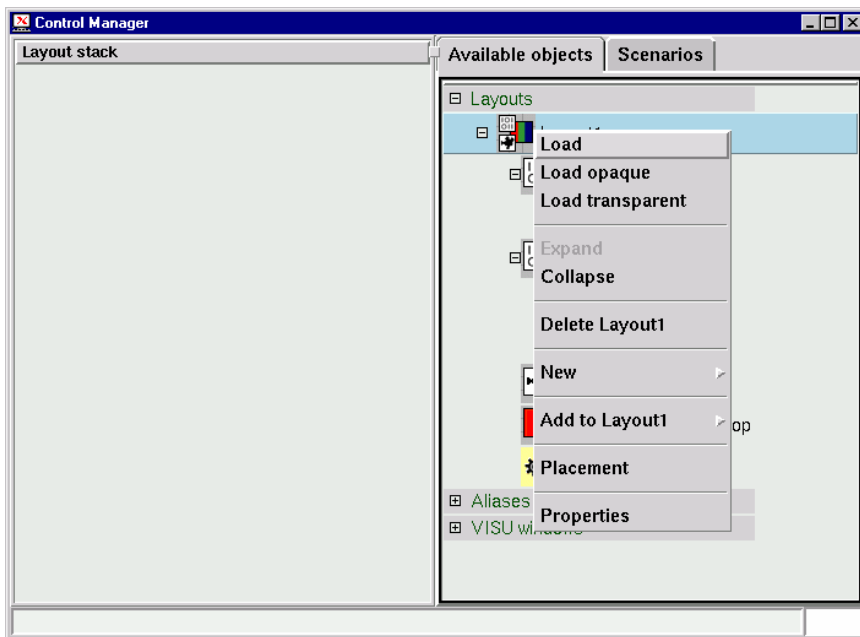 Control Manager
Layout stack
Available objects
Scenarios
Layouts
Load
Load opaque
Load transparent
Expand
Collapse
Delete Layout1
New
Add to Layout1
op
Placement
Aliases
Properties
VISU windows